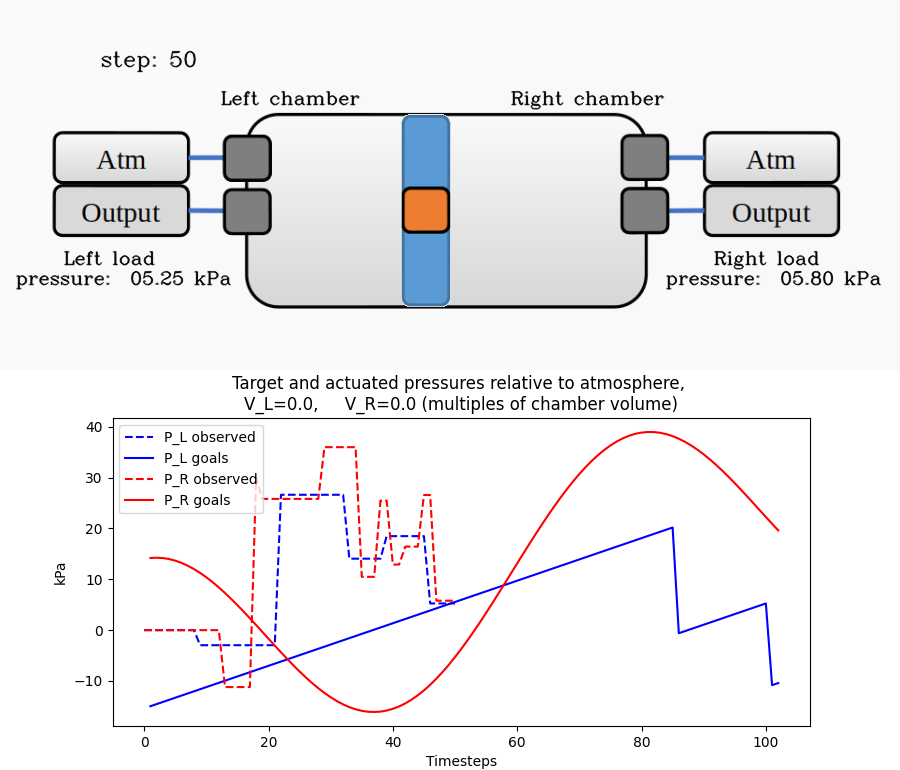 step: 50
Left chamber
Right chamber
Atm
Atm
Output
Output
Left load
pressure: 05.25 kPa
Right load
pressure: 05.80 kPa
Target and actuated pressures relative to atmosphere,
V_L=0.0, V_R=0.0 (multiples of chamber volume)
P_L observed
P_L goals
P_R observed
P_R goals
kPa
40
30
20
10
0
−10
0 20 40 60 80 100
Timesteps